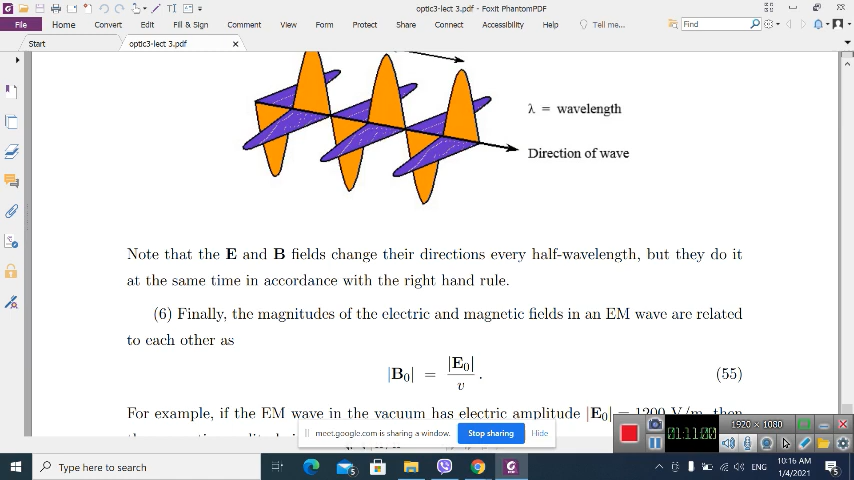 optic3-lect 3.pdf - Foxit PhantomPDF
File Home Convert Edit Fill & Sign Comment View Form Protect Share Connect Accessibility Help Tell me... Find
Start optic3-lect 3.pdf
λ = wavelength
Direction of wave
Note that the E and B fields change their directions every half-wavelength, but they do it
at the same time in accordance with the right hand rule.
(6) Finally, the magnitudes of the electric and magnetic fields in an EM wave are related
to each other as
|B₀| = |E₀| / v . (55)
For example, if the EM wave in the vacuum has electric amplitude |E₀| = 1200 V/m, then
meet.google.com is sharing a window. Stop sharing Hide
1920 × 1080
01:11:00
Type here to search
ENG
10:16 AM
1/4/2021
5
5